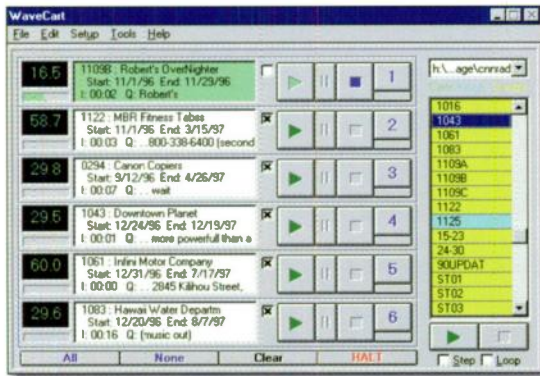 WaveCart
File Edit Setup Tools Help
16.5
1109B : Robert's OverNighter
Start: 11/1/96 End: 11/29/96
I: 00:02 Q: Robert's
1
58.7
1122 : MBR Fitness Tabes
Start: 11/1/96 End: 3/15/97
I: 00:03 Q: . . 800-338-6400 (second
2
29.8
0294 : Canon Copiers
Start: 9/12/96 End: 4/26/97
I: 00:07 Q: . . wait
3
29.5
1043 : Downtown Planet
Start: 12/24/96 End: 12/19/97
I: 00:01 Q: . . more powerfull than a
4
60.0
1061 : Infini Motor Company
Start: 12/31/96 End: 7/17/97
I: 00:00 Q: . . 2845 Kilihou Street,
5
29.6
1083 : Hawaii Water Departm
Start: 12/20/96 End: 8/7/97
I: 00:16 Q: (music out)
6
All None Clear HALT
h:\...age\cnnrad
1016
1043
1061
1083
1109A
1109B
1109C
1122
1125
15-23
24-30
90UPDAT
ST01
ST02
ST03
Step Loop